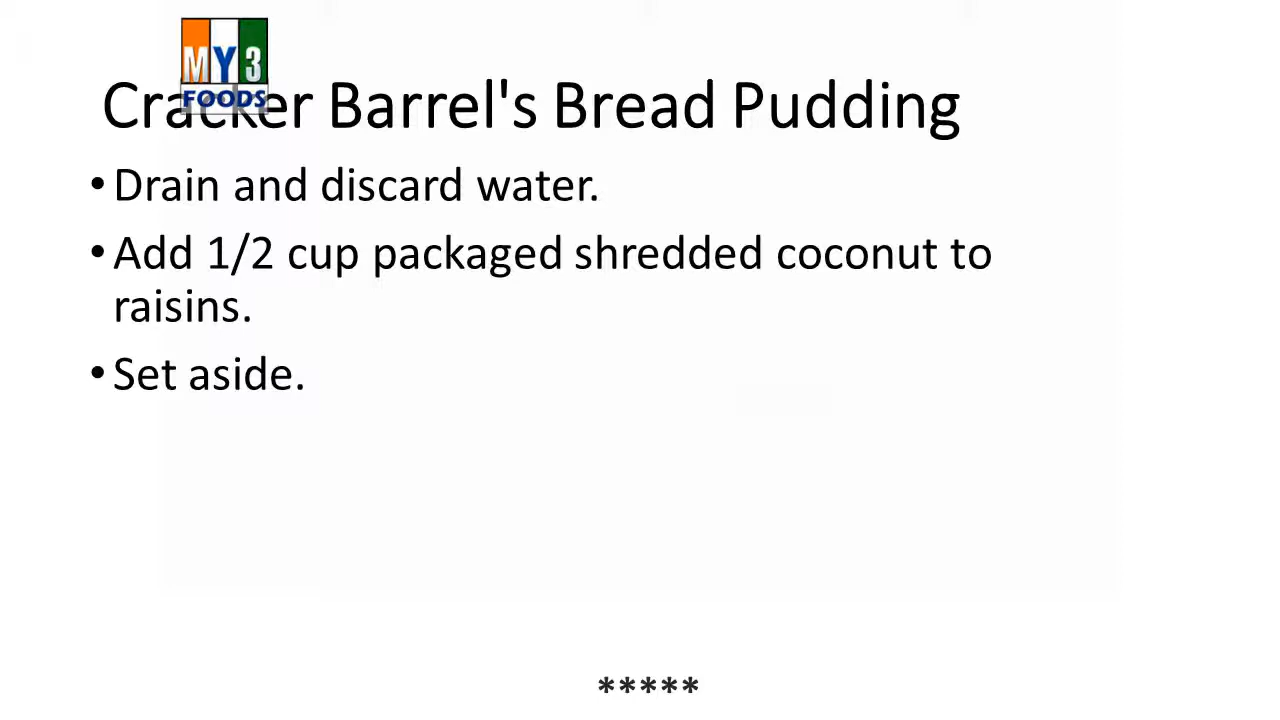 MY3
FOODS
Cracker Barrel's Bread Pudding
•Drain and discard water.
•Add 1/2 cup packaged shredded coconut to
raisins.
•Set aside.
*****